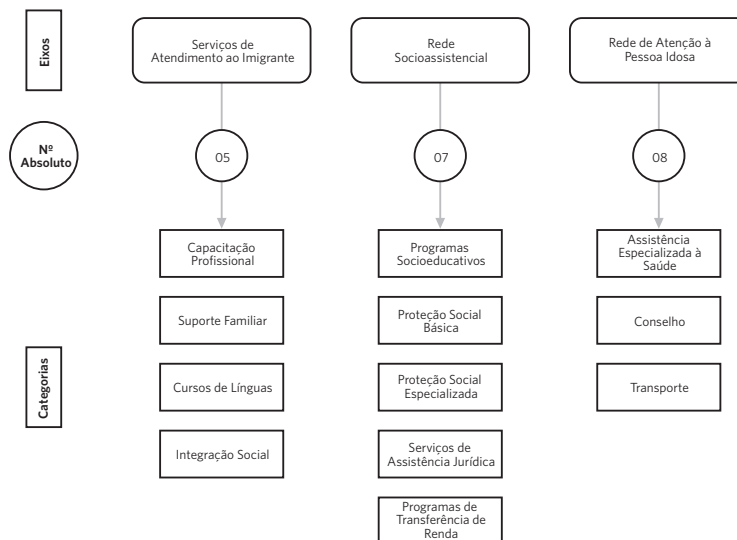 Eixos
Serviços de
Atendimento ao Imigrante
Rede
Socioassistencial
Rede de Atenção à
Pessoa Idosa
Nº
Absoluto
05
07
08
Categorias
Capacitação
Profissional
Programas
Socioeducativos
Assistência
Especializada à
Saúde
Suporte Familiar
Proteção Social
Básica
Conselho
Cursos de Línguas
Proteção Social
Especializada
Transporte
Integração Social
Serviços de
Assistência Jurídica
Programas de
Transferência de
Renda